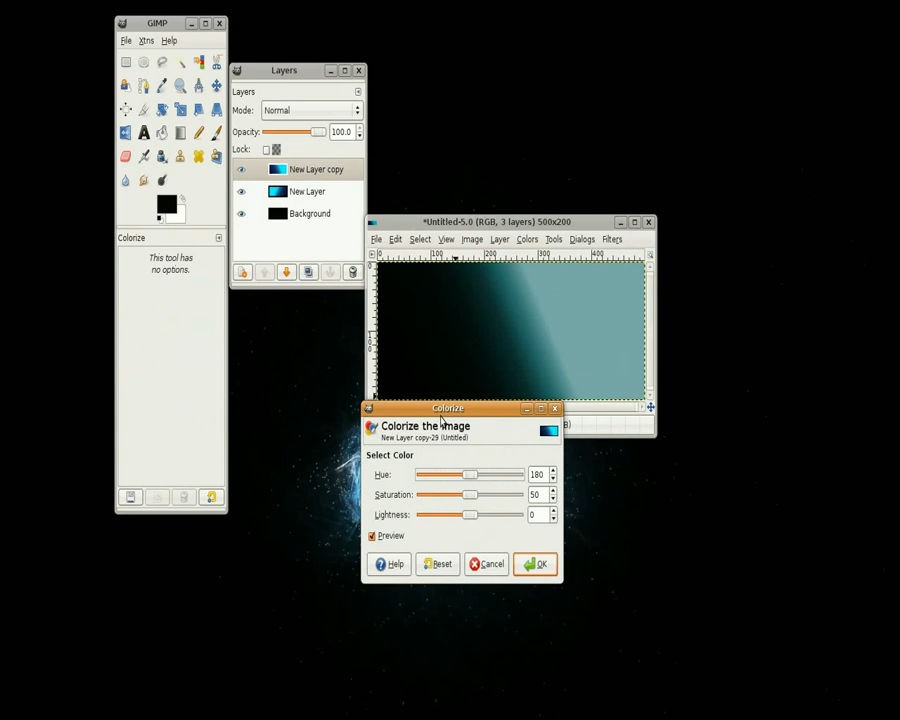 GIMP
File Xtns Help
Colorize
This tool has
no options.
Layers
Layers
Mode: Normal
Opacity: 100.0
Lock:
New Layer copy
New Layer
Background
*Untitled-5.0 (RGB, 3 layers) 500x200
File Edit Select View Image Layer Colors Tools Dialogs Filters
0 100 200 300 400
Colorize
Colorize the Image
New Layer copy-29 (Untitled)
Select Color
Hue: 180
Saturation: 50
Lightness: 0
Preview
Help Reset Cancel OK